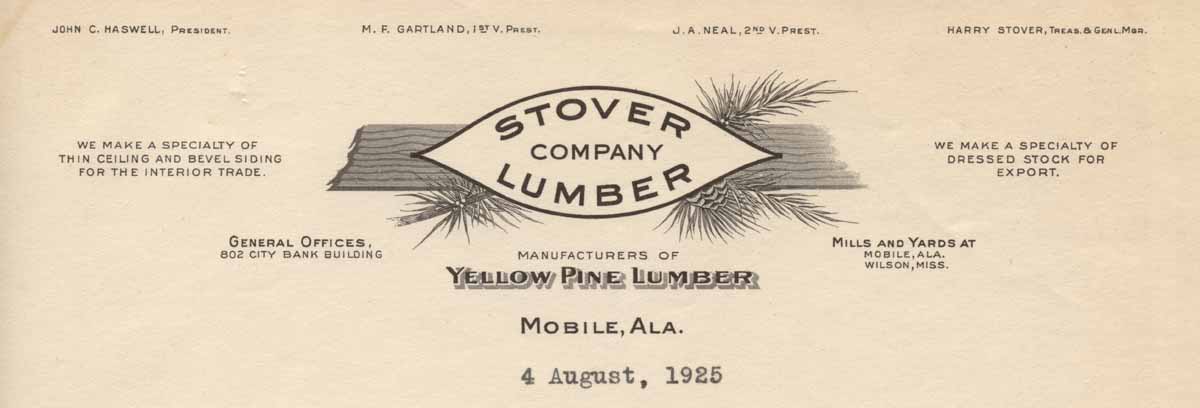 JOHN C. HASWELL, PRESIDENT.
M. F. GARTLAND, 1ST V. PREST.
J. A. NEAL, 2ND V. PREST.
HARRY STOVER, TREAS. & GENL. MGR.
STOVER
COMPANY
LUMBER
WE MAKE A SPECIALTY OF
THIN CEILING AND BEVEL SIDING
FOR THE INTERIOR TRADE.
WE MAKE A SPECIALTY OF
DRESSED STOCK FOR
EXPORT.
GENERAL OFFICES,
802 CITY BANK BUILDING
MANUFACTURERS OF
YELLOW PINE LUMBER
MILLS AND YARDS AT
MOBILE, ALA.
WILSON, MISS.
MOBILE, ALA.
4 August, 1925